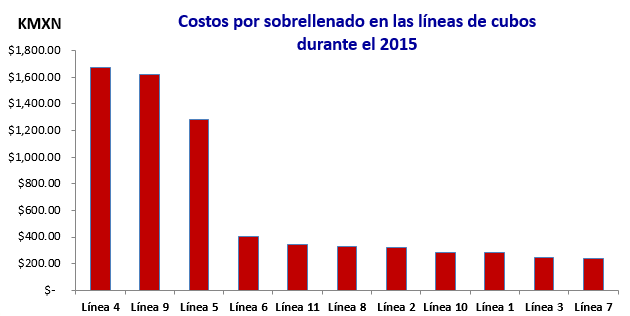 KMXN
Costos por sobrellenado en las líneas de cubos
durante el 2015
$1,800.00
$1,600.00
$1,400.00
$1,200.00
$1,000.00
$800.00
$600.00
$400.00
$200.00
$-
Línea 4 Línea 9 Línea 5 Línea 6 Línea 11 Línea 8 Línea 2 Línea 10 Línea 1 Línea 3 Línea 7